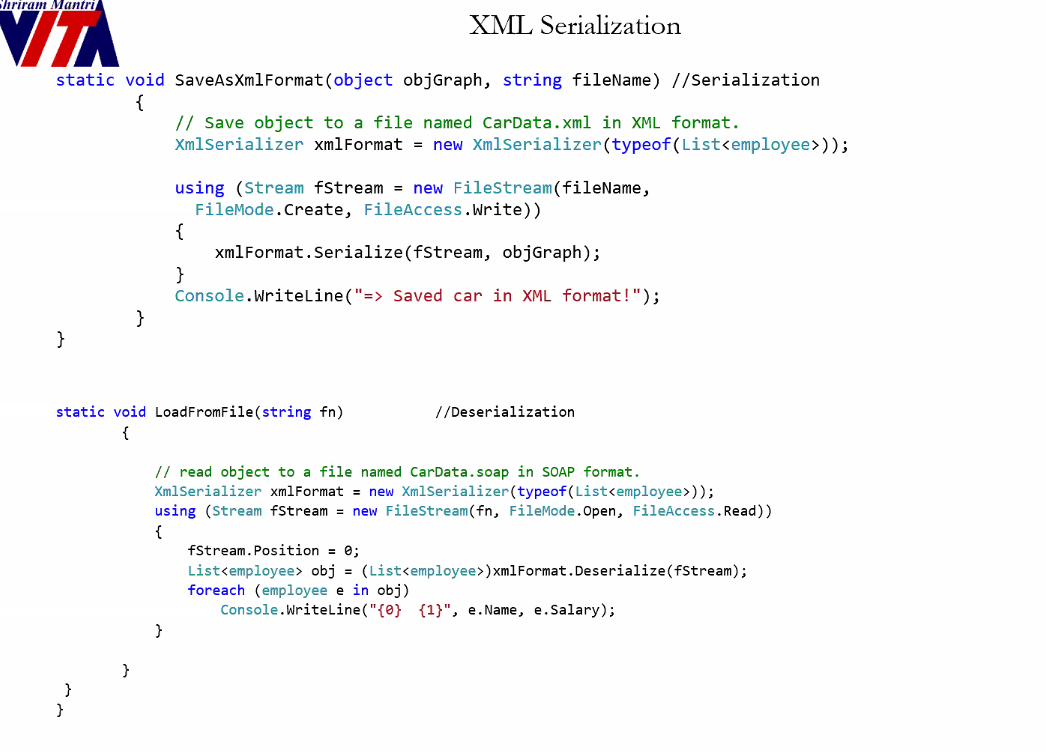 Shriram Mantri
VITA
XML Serialization
static void SaveAsXmlFormat(object objGraph, string fileName) //Serialization
{
// Save object to a file named CarData.xml in XML format.
XmlSerializer xmlFormat = new XmlSerializer(typeof(List<employee>));
using (Stream fStream = new FileStream(fileName,
FileMode.Create, FileAccess.Write))
{
xmlFormat.Serialize(fStream, objGraph);
}
Console.WriteLine("=> Saved car in XML format!");
}
}
static void LoadFromFile(string fn) //Deserialization
{
// read object to a file named CarData.soap in SOAP format.
XmlSerializer xmlFormat = new XmlSerializer(typeof(List<employee>));
using (Stream fStream = new FileStream(fn, FileMode.Open, FileAccess.Read))
{
fStream.Position = 0;
List<employee> obj = (List<employee>)xmlFormat.Deserialize(fStream);
foreach (employee e in obj)
Console.WriteLine("{0}  {1}", e.Name, e.Salary);
}
}
}
}